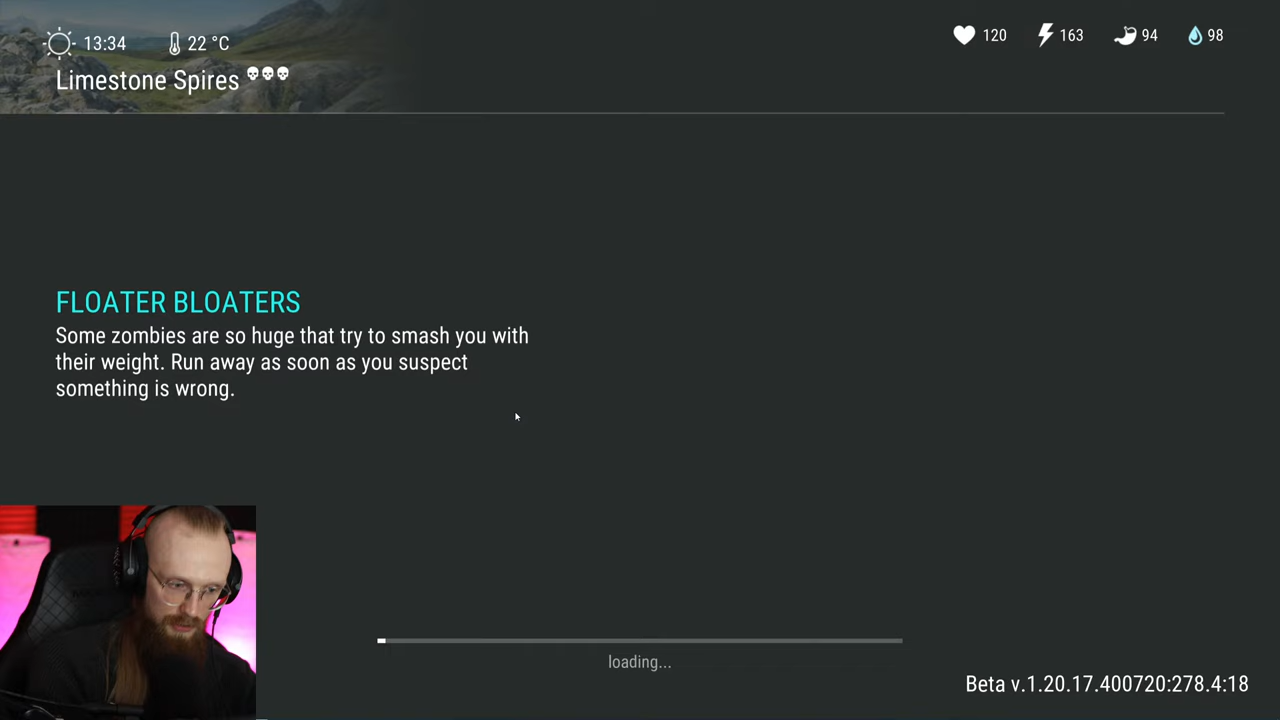 13:34 22 °C 120 163 94 98
Limestone Spires
FLOATER BLOATERS
Some zombies are so huge that try to smash you with
their weight. Run away as soon as you suspect
something is wrong.
loading...
Beta v.1.20.17.400720:278.4:18